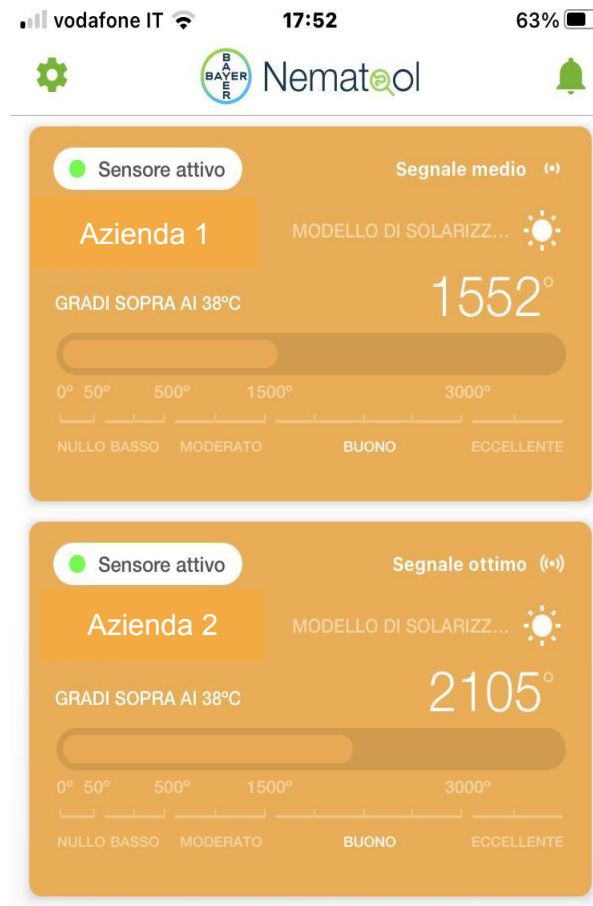 vodafone IT 17:52 63%
BAYER BAYER Nematool
Sensore attivo Segnale medio
Azienda 1 MODELLO DI SOLARIZZ...
GRADI SOPRA AI 38°C 1552°
0° 50° 500° 1500° 3000°
NULLO BASSO MODERATO BUONO ECCELLENTE
Sensore attivo Segnale ottimo
Azienda 2 MODELLO DI SOLARIZZ...
GRADI SOPRA AI 38°C 2105°
0° 50° 500° 1500° 3000°
NULLO BASSO MODERATO BUONO ECCELLENTE